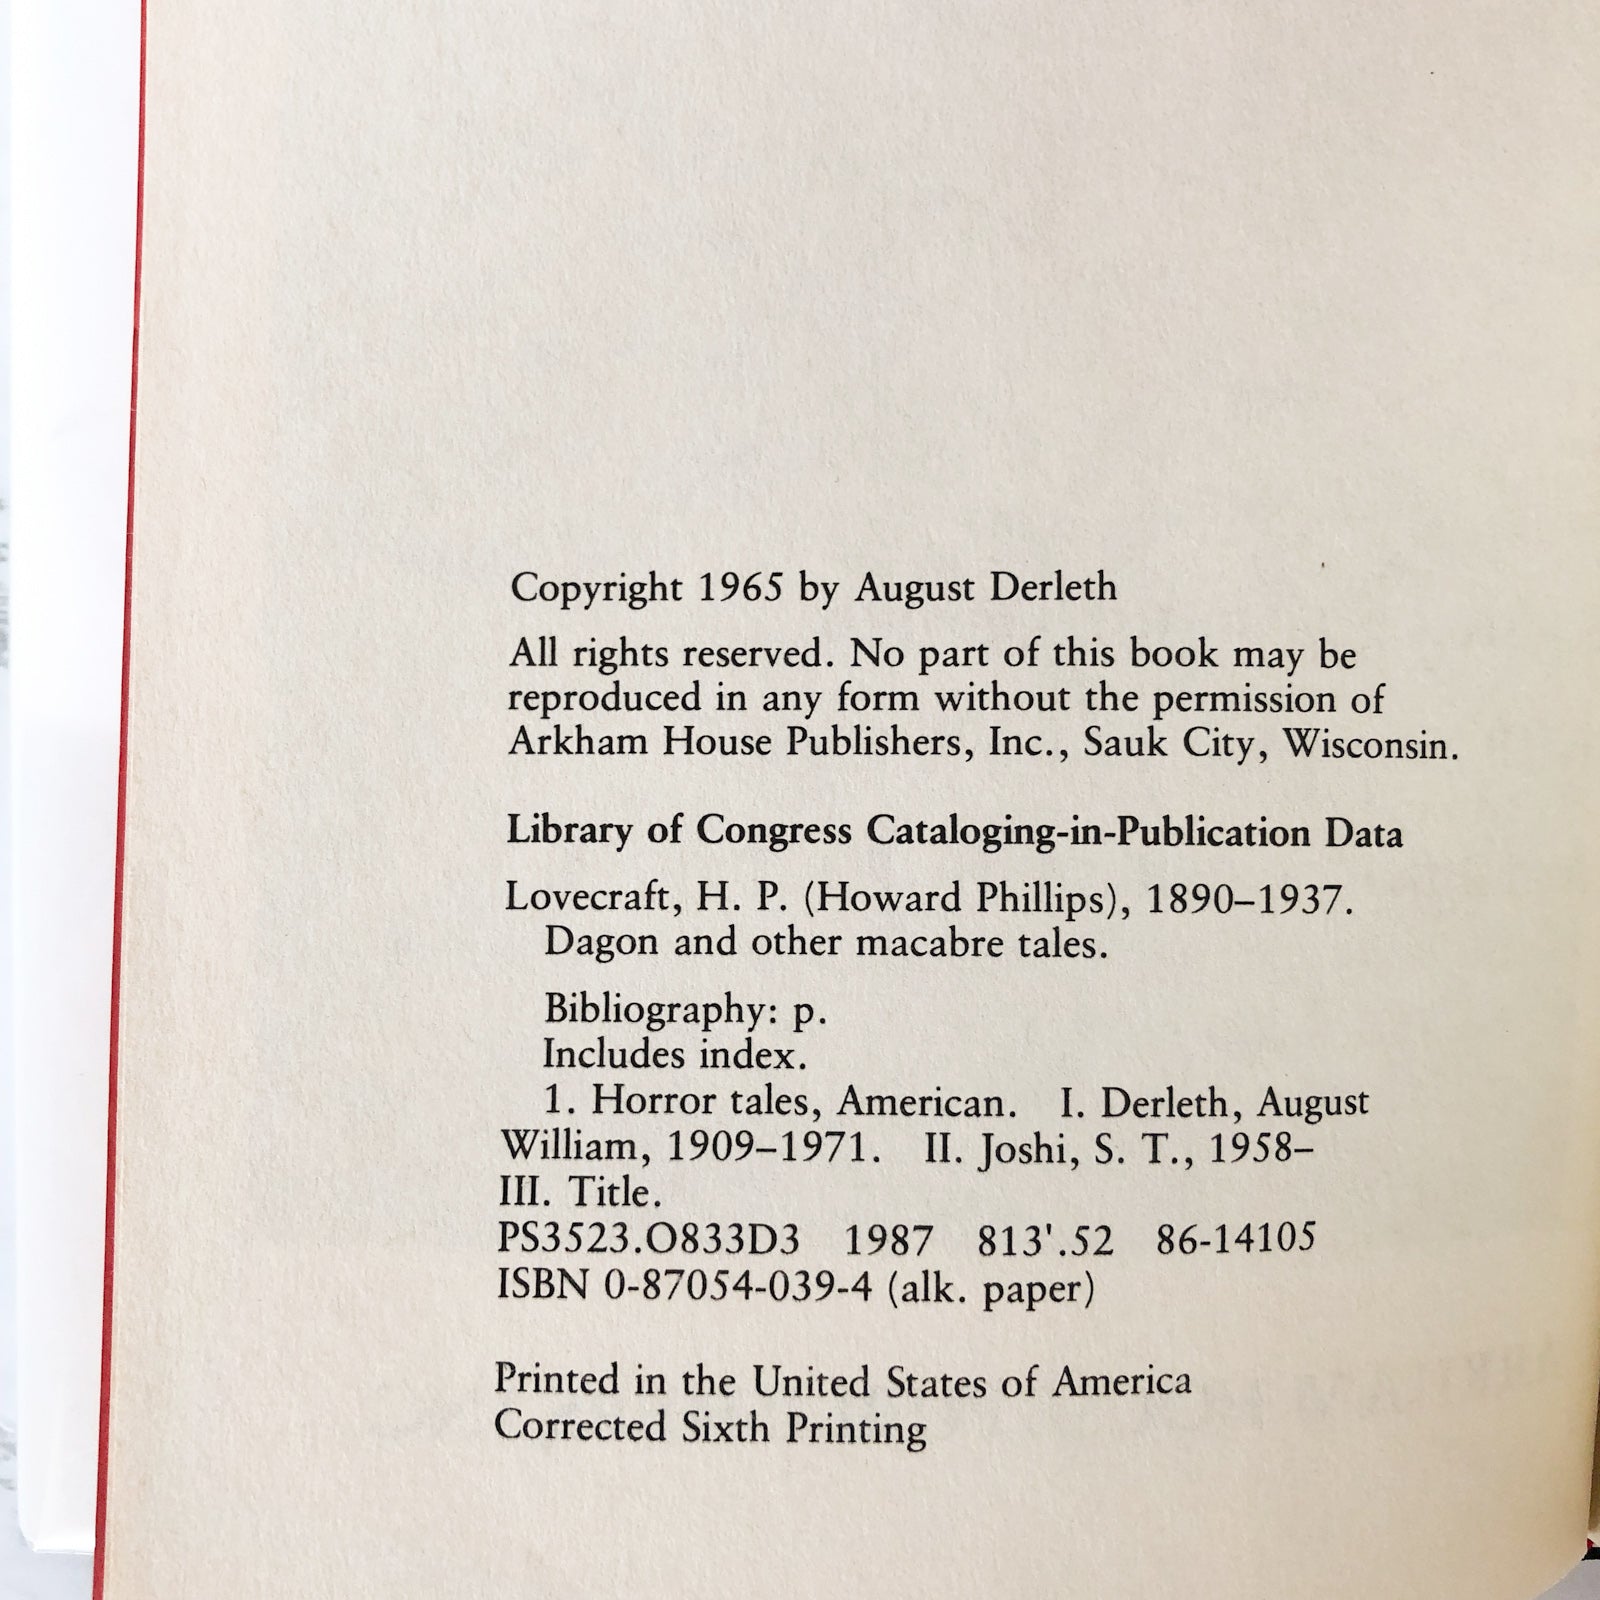 Copyright 1965 by August Derleth
All rights reserved. No part of this book may be
reproduced in any form without the permission of
Arkham House Publishers, Inc., Sauk City, Wisconsin.
Library of Congress Cataloging-in-Publication Data
Lovecraft, H. P. (Howard Phillips), 1890–1937.
Dagon and other macabre tales.
Bibliography: p.
Includes index.
1. Horror tales, American. I. Derleth, August
William, 1909–1971. II. Joshi, S. T., 1958–
III. Title.
PS3523.O833D3 1987 813'.52 86-14105
ISBN 0-87054-039-4 (alk. paper)
Printed in the United States of America
Corrected Sixth Printing